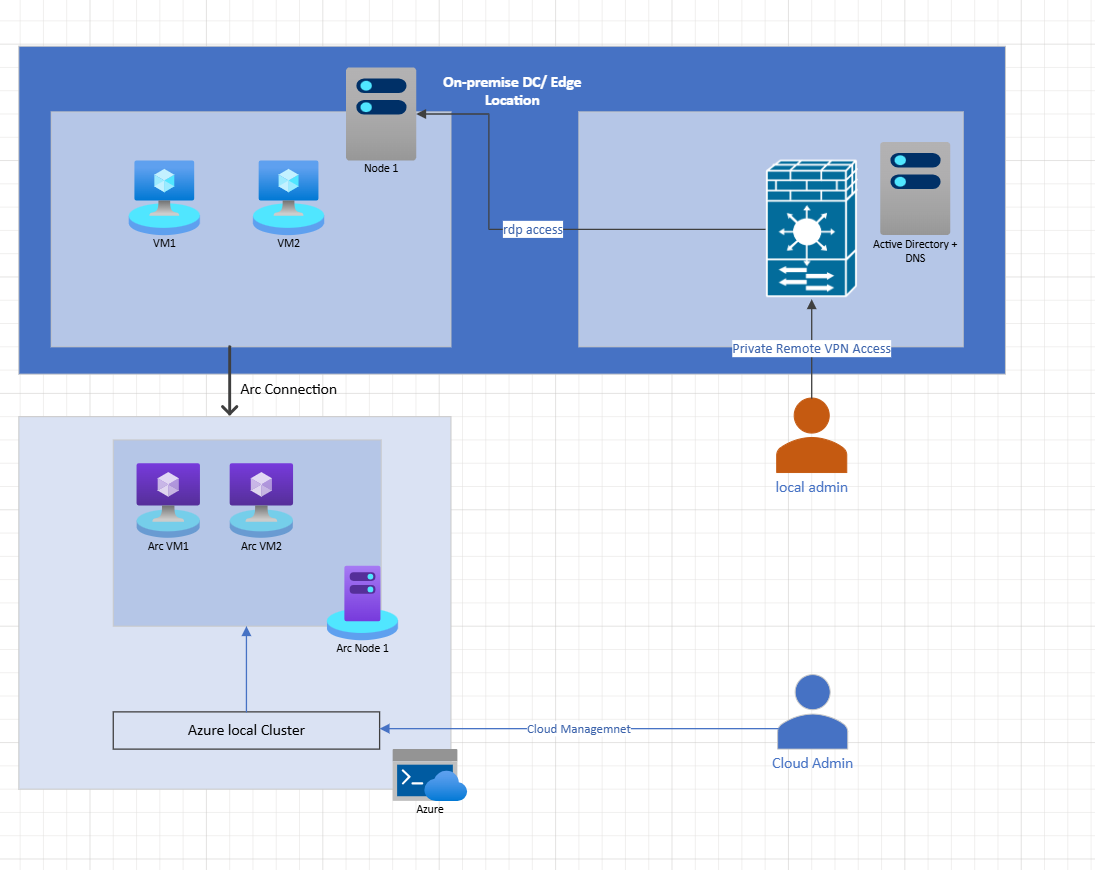 On-premise DC/ Edge
Location
Node 1
VM1
VM2
rdp access
Active Directory +
DNS
Private Remote VPN Access
Arc Connection
local admin
Arc VM1
Arc VM2
Arc Node 1
Azure local Cluster
Cloud Managemnet
Cloud Admin
Azure